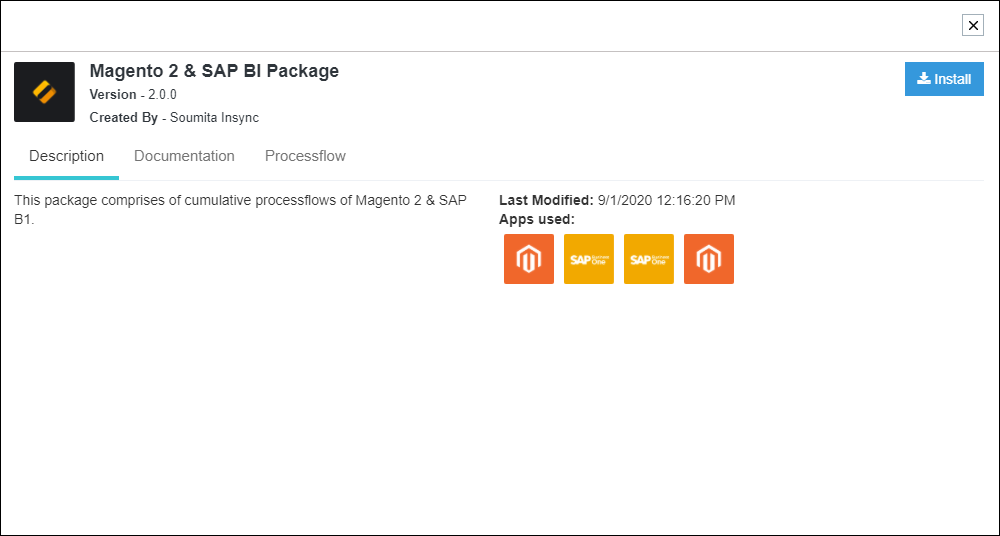 Magento 2 & SAP BI Package
Install
Version - 2.0.0
Created By - Soumita Insync
Description Documentation Processflow
This package comprises of cumulative processflows of Magento 2 & SAP
B1.
Last Modified: 9/1/2020 12:16:20 PM
Apps used:
SAP Business One
SAP Business One